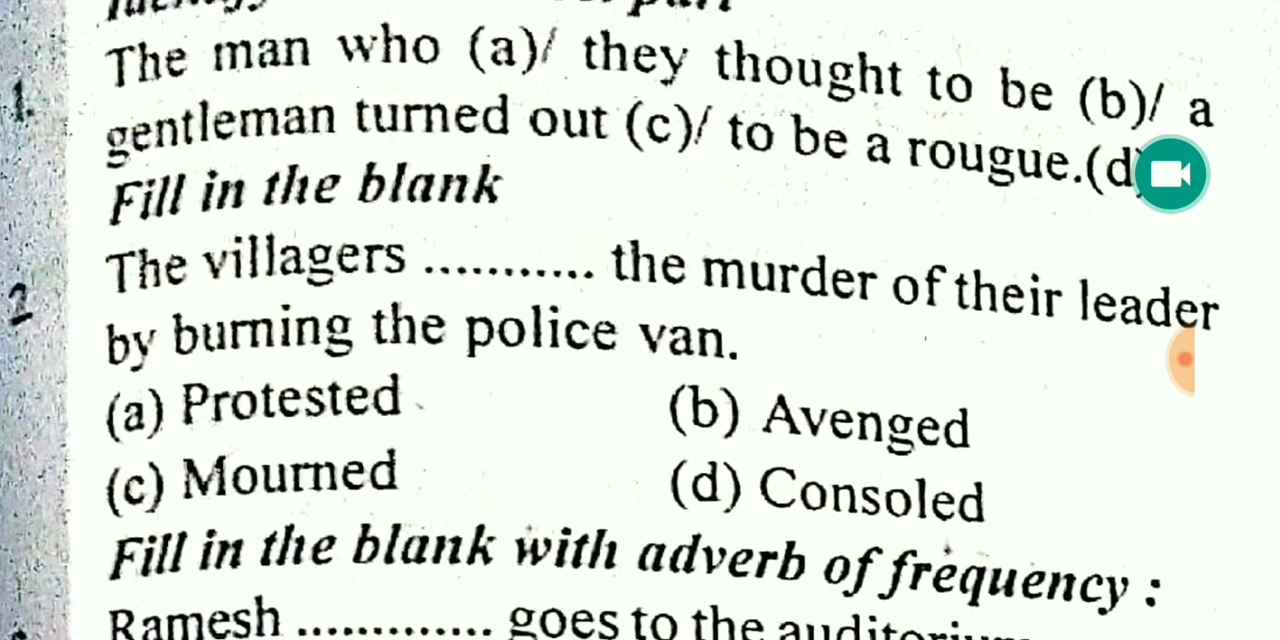 The man who (a)/ they thought to be (b)/ a
gentleman turned out (c)/ to be a rougue.(d)
Fill in the blank
The villagers ........... the murder of their leader
by burning the police van.
(a) Protested (b) Avenged
(c) Mourned (d) Consoled
Fill in the blank with adverb of frequency :
Ramesh ............. goes to the
1.
2